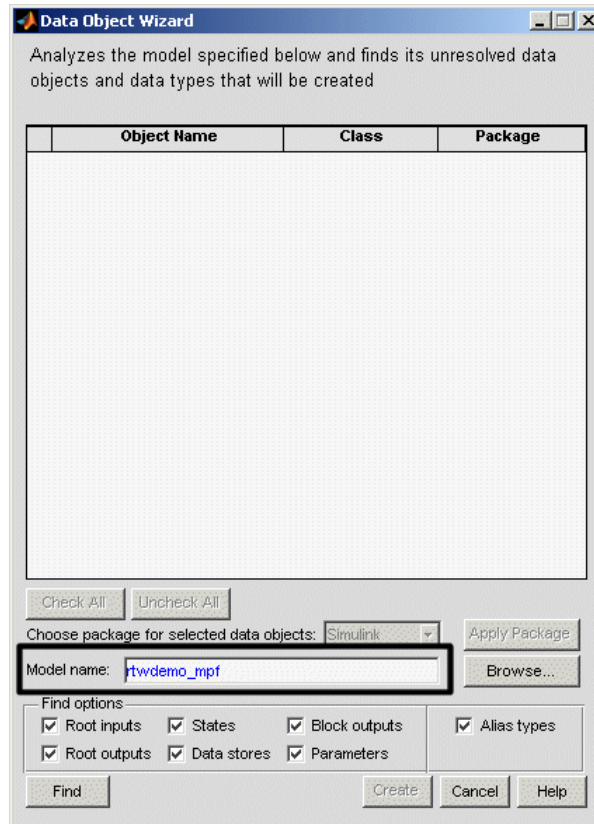 Data Object Wizard
Analyzes the model specified below and finds its unresolved data
objects and data types that will be created
Object Name Class Package
Check All Uncheck All
Choose package for selected data objects: Simulink Apply Package
Model name: rtwdemo_mpf Browse...
Find options
Root inputs States Block outputs Alias types
Root outputs Data stores Parameters
Find Create Cancel Help